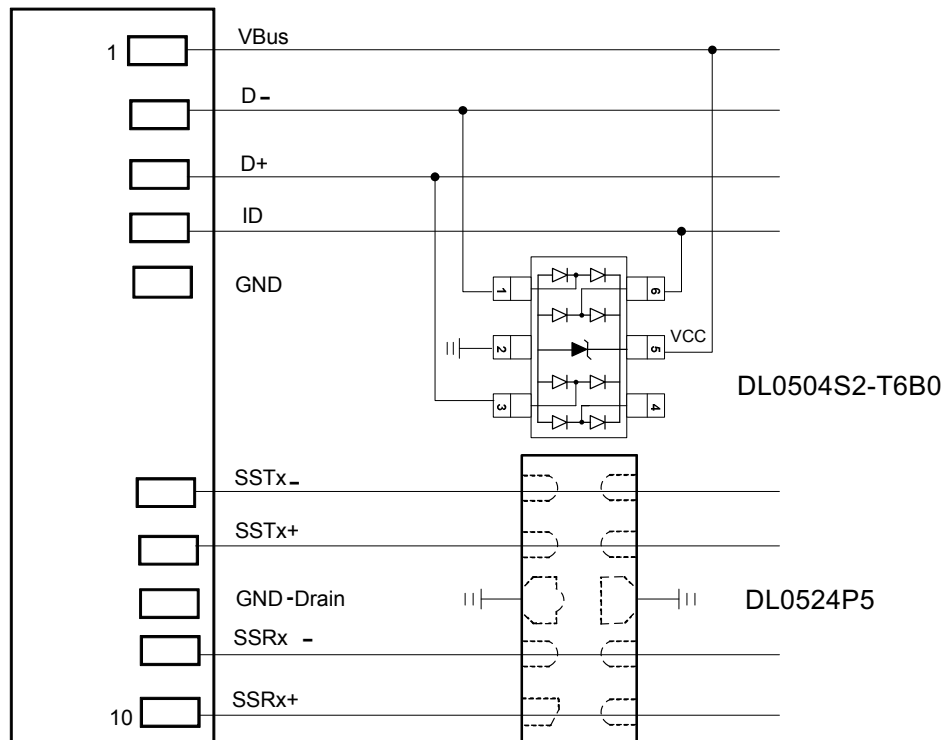 1
VBus
D-
D+
ID
GND
1
6
2
5
VCC
3
4
DL0504S2-T6B0
SSTx-
SSTx+
GND-Drain
DL0524P5
SSRx -
10
SSRx+